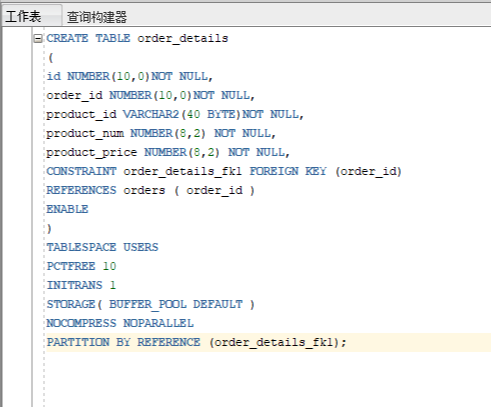 工作表 查询构建器
CREATE TABLE order_details
(
id NUMBER(10,0)NOT NULL,
order_id NUMBER(10,0)NOT NULL,
product_id VARCHAR2(40 BYTE)NOT NULL,
product_num NUMBER(8,2) NOT NULL,
product_price NUMBER(8,2) NOT NULL,
CONSTRAINT order_details_fk1 FOREIGN KEY (order_id)
REFERENCES orders ( order_id )
ENABLE
)
TABLESPACE USERS
PCTFREE 10
INITRANS 1
STORAGE( BUFFER_POOL DEFAULT )
NOCOMPRESS NOPARALLEL
PARTITION BY REFERENCE (order_details_fk1);